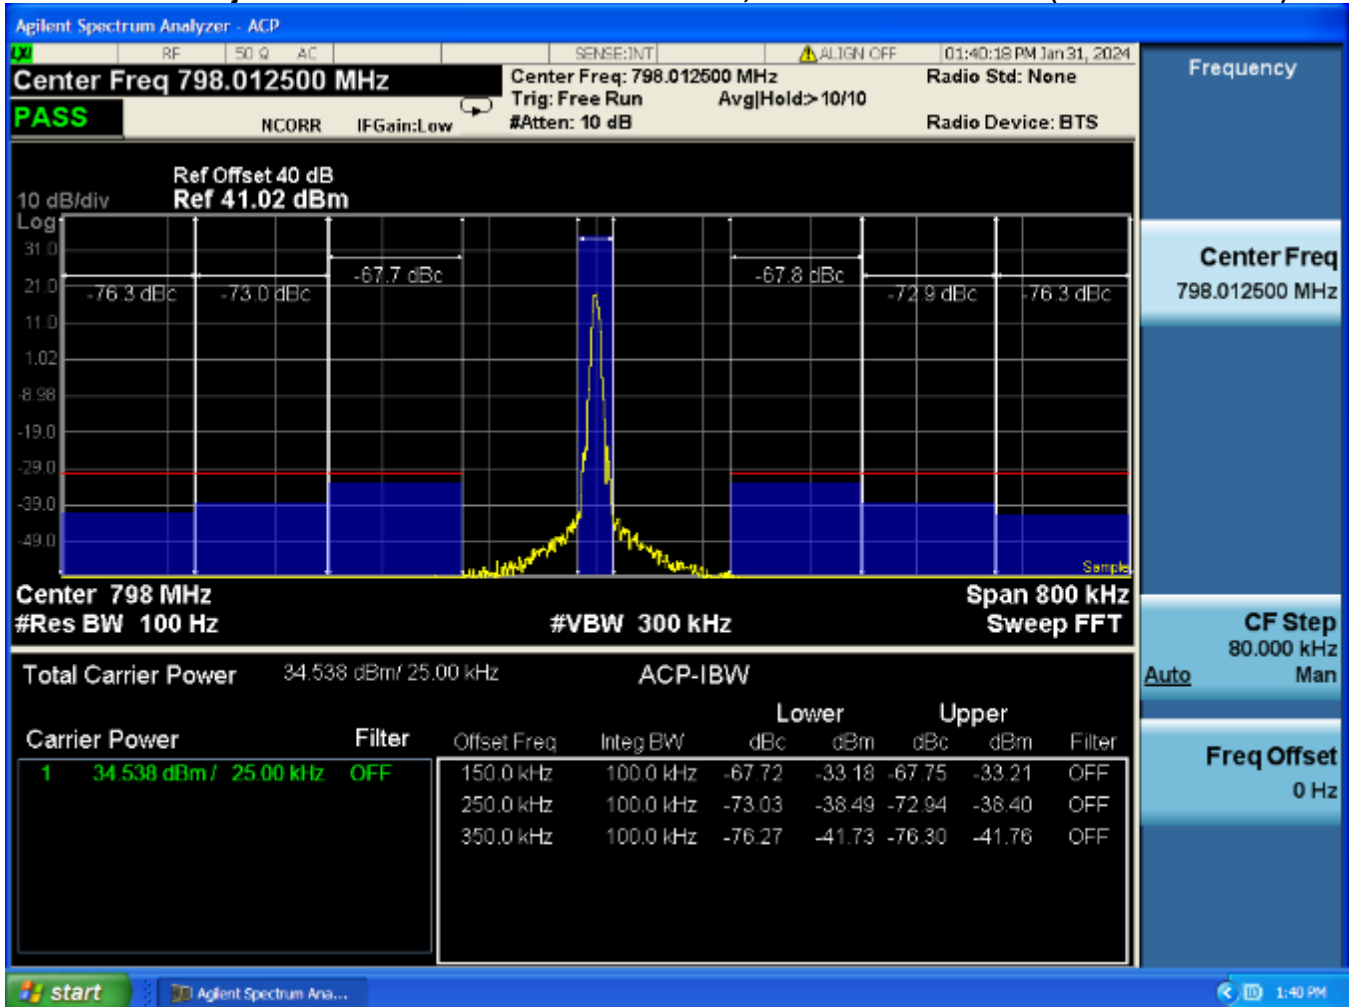 Agilent Spectrum Analyzer - ACP
LXI RF 50 Ω AC SENSE:INT ALIGN OFF 01:40:18 PM Jan 31, 2024
Center Freq 798.012500 MHz
Center Freq: 798.012500 MHz Radio Std: None
Trig: Free Run Avg|Hold:> 10/10
PASS NCORR IFGain:Low #Atten: 10 dB Radio Device: BTS
Ref Offset 40 dB
10 dB/div Ref 41.02 dBm
Log
31.0
-67.7 dBc -67.8 dBc
21.0 -76.3 dBc -73.0 dBc -72.9 dBc -76.3 dBc
11.0
1.02
-8.98
-19.0
-29.0
-39.0
-49.0
Sample
Center 798 MHz Span 800 kHz
#Res BW 100 Hz #VBW 300 kHz Sweep FFT
Total Carrier Power 34.538 dBm/ 25.00 kHz ACP-IBW
Lower Upper
Carrier Power Filter Offset Freq Integ BW dBc dBm dBc dBm Filter
1 34.538 dBm / 25.00 kHz OFF 150.0 kHz 100.0 kHz -67.72 -33.18 -67.75 -33.21 OFF
250.0 kHz 100.0 kHz -73.03 -38.49 -72.94 -38.40 OFF
350.0 kHz 100.0 kHz -76.27 -41.73 -76.30 -41.76 OFF
Frequency
Center Freq
798.012500 MHz
CF Step
80.000 kHz
Auto Man
Freq Offset
0 Hz
start Agilent Spectrum Ana... 1:40 PM